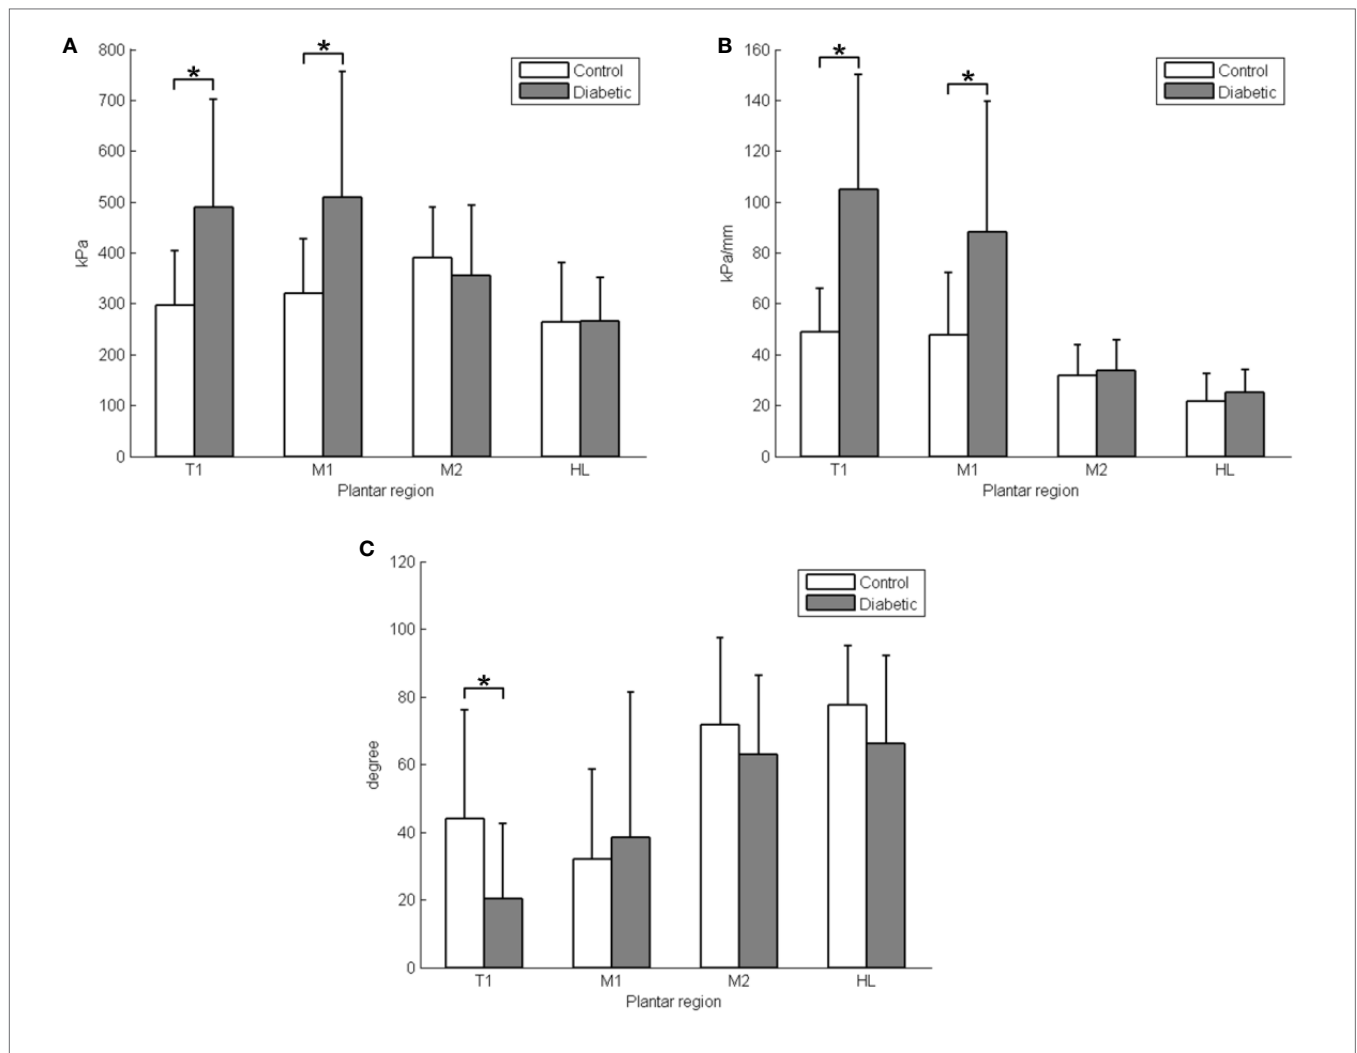 A
800
700
600
500
400
300
200
100
0
kPa
*
*
Control
Diabetic
T1 M1 M2 HL
Plantar region
B
160
140
120
100
80
60
40
20
0
kPa/mm
*
*
Control
Diabetic
T1 M1 M2 HL
Plantar region
C
120
100
80
60
40
20
0
degree
*
Control
Diabetic
T1 M1 M2 HL
Plantar region